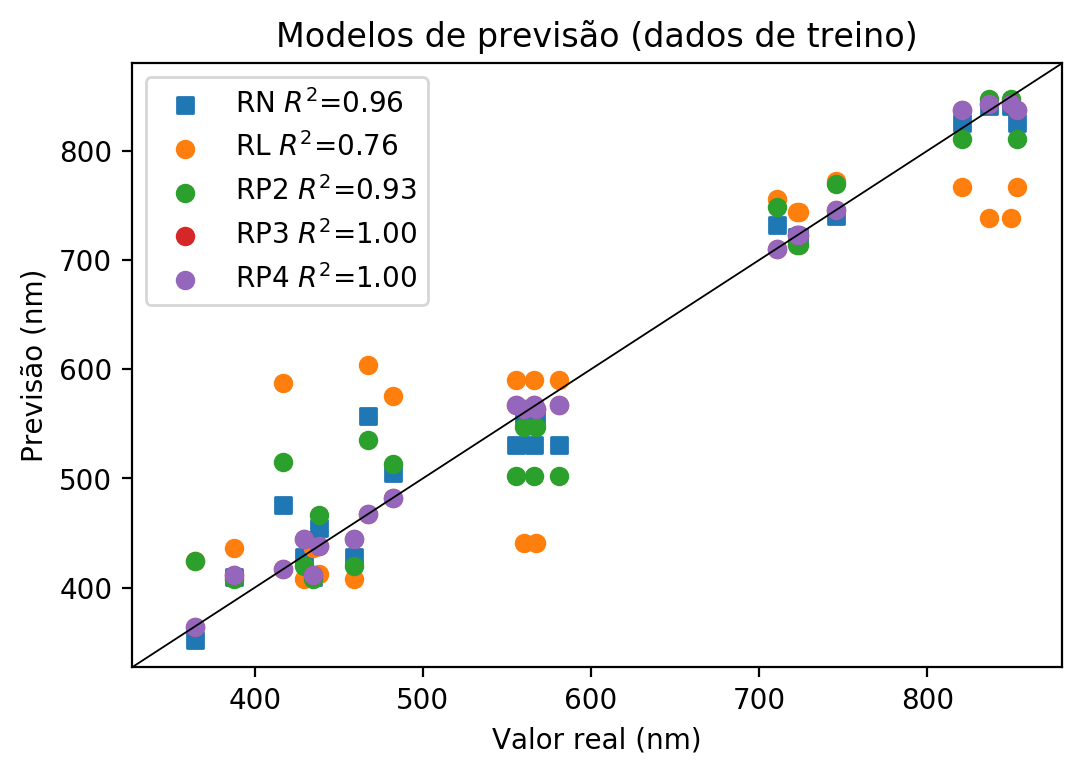 Modelos de previsão (dados de treino)
RN R²=0.96
RL R²=0.76
RP2 R²=0.93
RP3 R²=1.00
RP4 R²=1.00
Previsão (nm)
800
700
600
500
400
400 500 600 700 800
Valor real (nm)